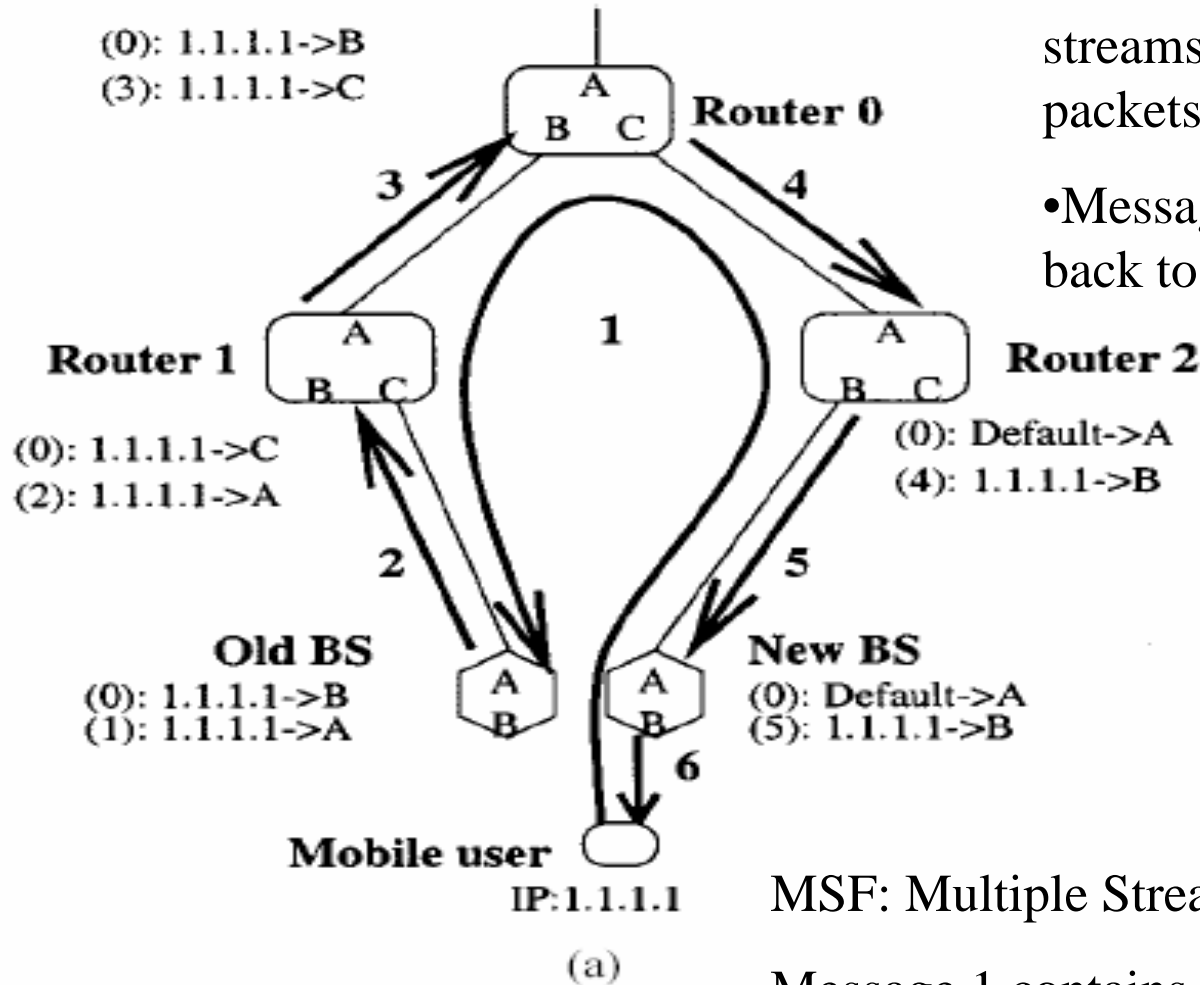 (0): 1.1.1.1->B
(3): 1.1.1.1->C
A
B C
Router 0
streams
packets
3
4
•Messag
back to
1
A
B C
Router 1
A
B C
Router 2
(0): 1.1.1.1->C
(2): 1.1.1.1->A
(0): Default->A
(4): 1.1.1.1->B
2
5
Old BS
(0): 1.1.1.1->B
(1): 1.1.1.1->A
A
B
A
B
New BS
(0): Default->A
(5): 1.1.1.1->B
6
Mobile user
IP:1.1.1.1
MSF: Multiple Strea
(a)
Message 1 contains